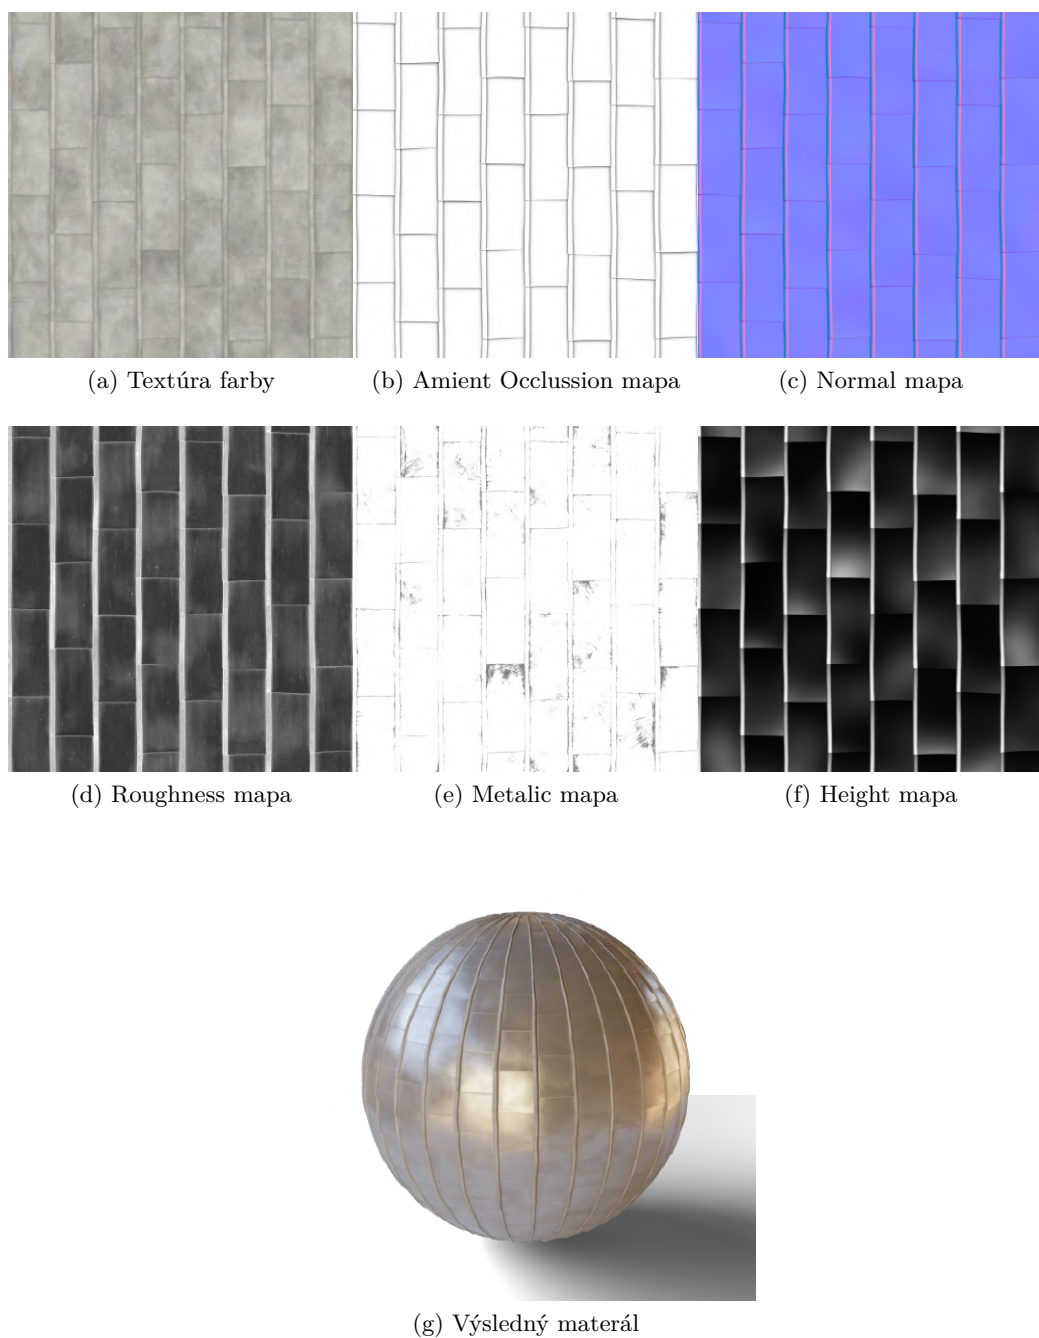 (a) Textúra farby
(b) Amient Occlussion mapa
(c) Normal mapa
(d) Roughness mapa
(e) Metalic mapa
(f) Height mapa
(g) Výsledný materál